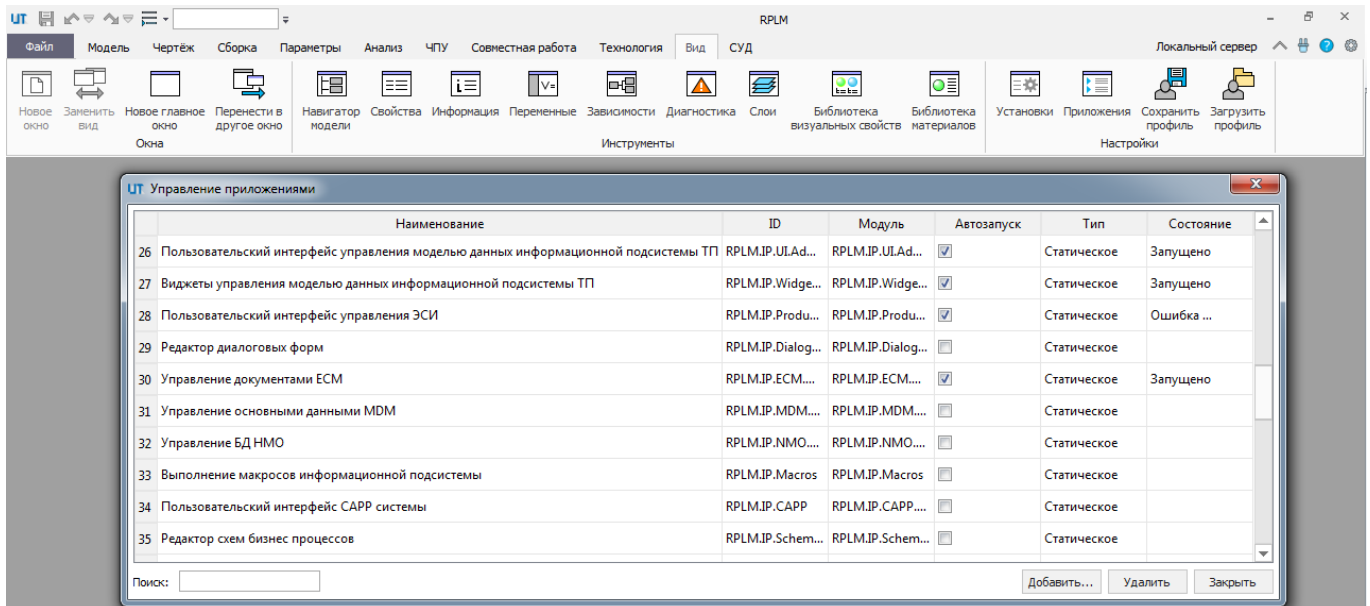 UT RPLM
Файл Модель Чертёж Сборка Параметры Анализ ЧПУ Совместная работа Технология Вид СУД Локальный сервер
Новое окно Заменить вид Новое главное окно Перенести в другое окно Навигатор модели Свойства Информация Переменные Зависимости Диагностика Слои Библиотека визуальных свойств Библиотека материалов Установки Приложения Сохранить профиль Загрузить профиль
Окна Инструменты Настройки
UT Управление приложениями
Наименование ID Модуль Автозапуск Тип Состояние
26 Пользовательский интерфейс управления моделью данных информационной подсистемы ТП RPLM.IP.UI.Ad... RPLM.IP.UI.Ad... Статическое Запущено
27 Виджеты управления моделью данных информационной подсистемы ТП RPLM.IP.Widge... RPLM.IP.Widge... Статическое Запущено
28 Пользовательский интерфейс управления ЭСИ RPLM.IP.Produ... RPLM.IP.Produ... Статическое Ошибка ...
29 Редактор диалоговых форм RPLM.IP.Dialog... RPLM.IP.Dialog... Статическое
30 Управление документами ECM RPLM.IP.ECM.... RPLM.IP.ECM.... Статическое Запущено
31 Управление основными данными MDM RPLM.IP.MDM.... RPLM.IP.MDM.... Статическое
32 Управление БД НМО RPLM.IP.NMO.... RPLM.IP.NMO.... Статическое
33 Выполнение макросов информационной подсистемы RPLM.IP.Macros RPLM.IP.Macros Статическое
34 Пользовательский интерфейс CAPP системы RPLM.IP.CAPP RPLM.IP.CAPP.... Статическое
35 Редактор схем бизнес процессов RPLM.IP.Schem... RPLM.IP.Schem... Статическое
Поиск: Добавить... Удалить Закрыть